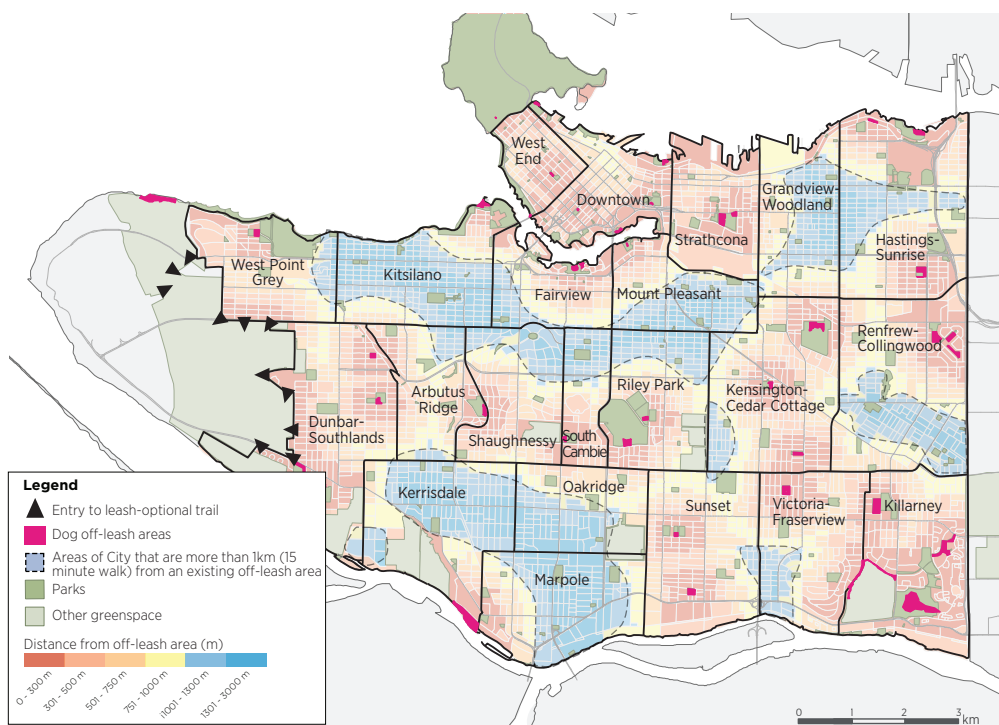 West
End
Downtown
Grandview-
Woodland
Strathcona
Hastings-
Sunrise
West Point
Grey
Kitsilano
Fairview
Mount Pleasant
Renfrew-
Collingwood
Arbutus
Ridge
Riley Park
Kensington-
Cedar Cottage
Dunbar-
Southlands
Shaughnessy
South
Cambie
Kerrisdale
Oakridge
Sunset
Victoria-
Fraserview
Killarney
Marpole
Legend
Entry to leash-optional trail
Dog off-leash areas
Areas of City that are more than 1km (15
minute walk) from an existing off-leash area
Parks
Other greenspace
Distance from off-leash area (m)
0 - 300 m
301 - 500 m
501 - 750 m
751 - 1000 m
11001 - 1300 m
1301 - 3000 m
0 1 2 3
km